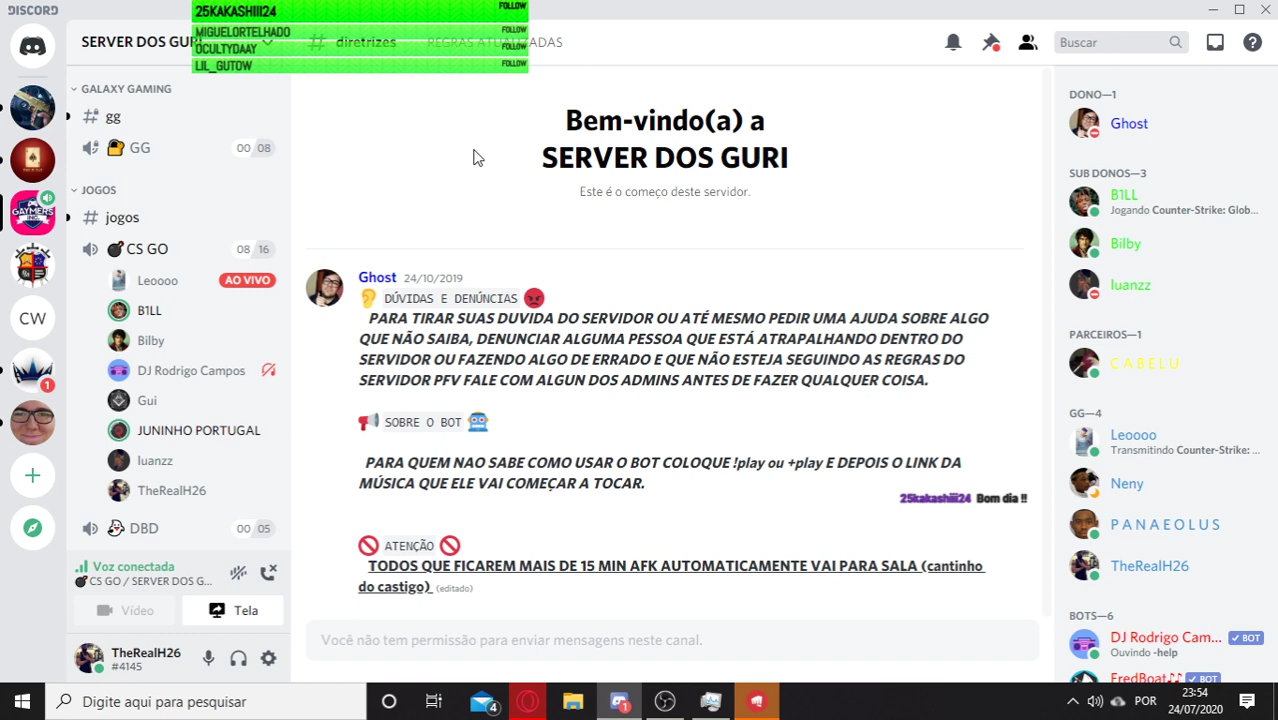 DISCORD
25KAKASHIII24 FOLLOW
MIGUELORTELHADO FOLLOW
OCULTYDAAY FOLLOW
LIL_GUTOW FOLLOW
SERVER DOS GURI
# diretrizes
REGRAS ATUALIZADAS
Buscar
GALAXY GAMING
gg
GG 00 08
JOGOS
jogos
CS GO 08 16
Leoooo AO VIVO
B1LL
Bilby
DJ Rodrigo Campos
Gui
JUNINHO PORTUGAL
luanzz
TheRealH26
DBD 00 05
Voz conectada
CS GO / SERVER DOS G...
Vídeo
Tela
TheRealH26
#4145
GAYMERS
INC.
CW
1
Bem-vindo(a) a
SERVER DOS GURI
Este é o começo deste servidor.
Ghost 24/10/2019
DÚVIDAS E DENÚNCIAS
PARA TIRAR SUAS DUVIDA DO SERVIDOR OU ATÉ MESMO PEDIR UMA AJUDA SOBRE ALGO
QUE NÃO SAIBA, DENUNCIAR ALGUMA PESSOA QUE ESTÁ ATRAPALHANDO DENTRO DO
SERVIDOR OU FAZENDO ALGO DE ERRADO E QUE NÃO ESTEJA SEGUINDO AS REGRAS DO
SERVIDOR PFV FALE COM ALGUN DOS ADMINS ANTES DE FAZER QUALQUER COISA.
SOBRE O BOT
PARA QUEM NAO SABE COMO USAR O BOT COLOQUE !play ou +play E DEPOIS O LINK DA
MÚSICA QUE ELE VAI COMEÇAR A TOCAR.
25kakashiii24 Bom dia !!
ATENÇÃO
TODOS QUE FICAREM MAIS DE 15 MIN AFK AUTOMATICAMENTE VAI PARA SALA (cantinho
do castigo) (editado)
Você não tem permissão para enviar mensagens neste canal.
DONO—1
Ghost
SUB DONOS—3
B1LL
Jogando Counter-Strike: Glob...
Bilby
luanzz
PARCEIROS—1
C A B E L U
GG—4
Leoooo
Transmitindo Counter-Strike: ...
Neny
P A N A E O L U S
TheRealH26
BOTS—6
DJ Rodrigo Cam... BOT
Ouvindo -help
FredBoat♪♪ BOT
Digite aqui para pesquisar
4
1
POR
23:54
24/07/2020